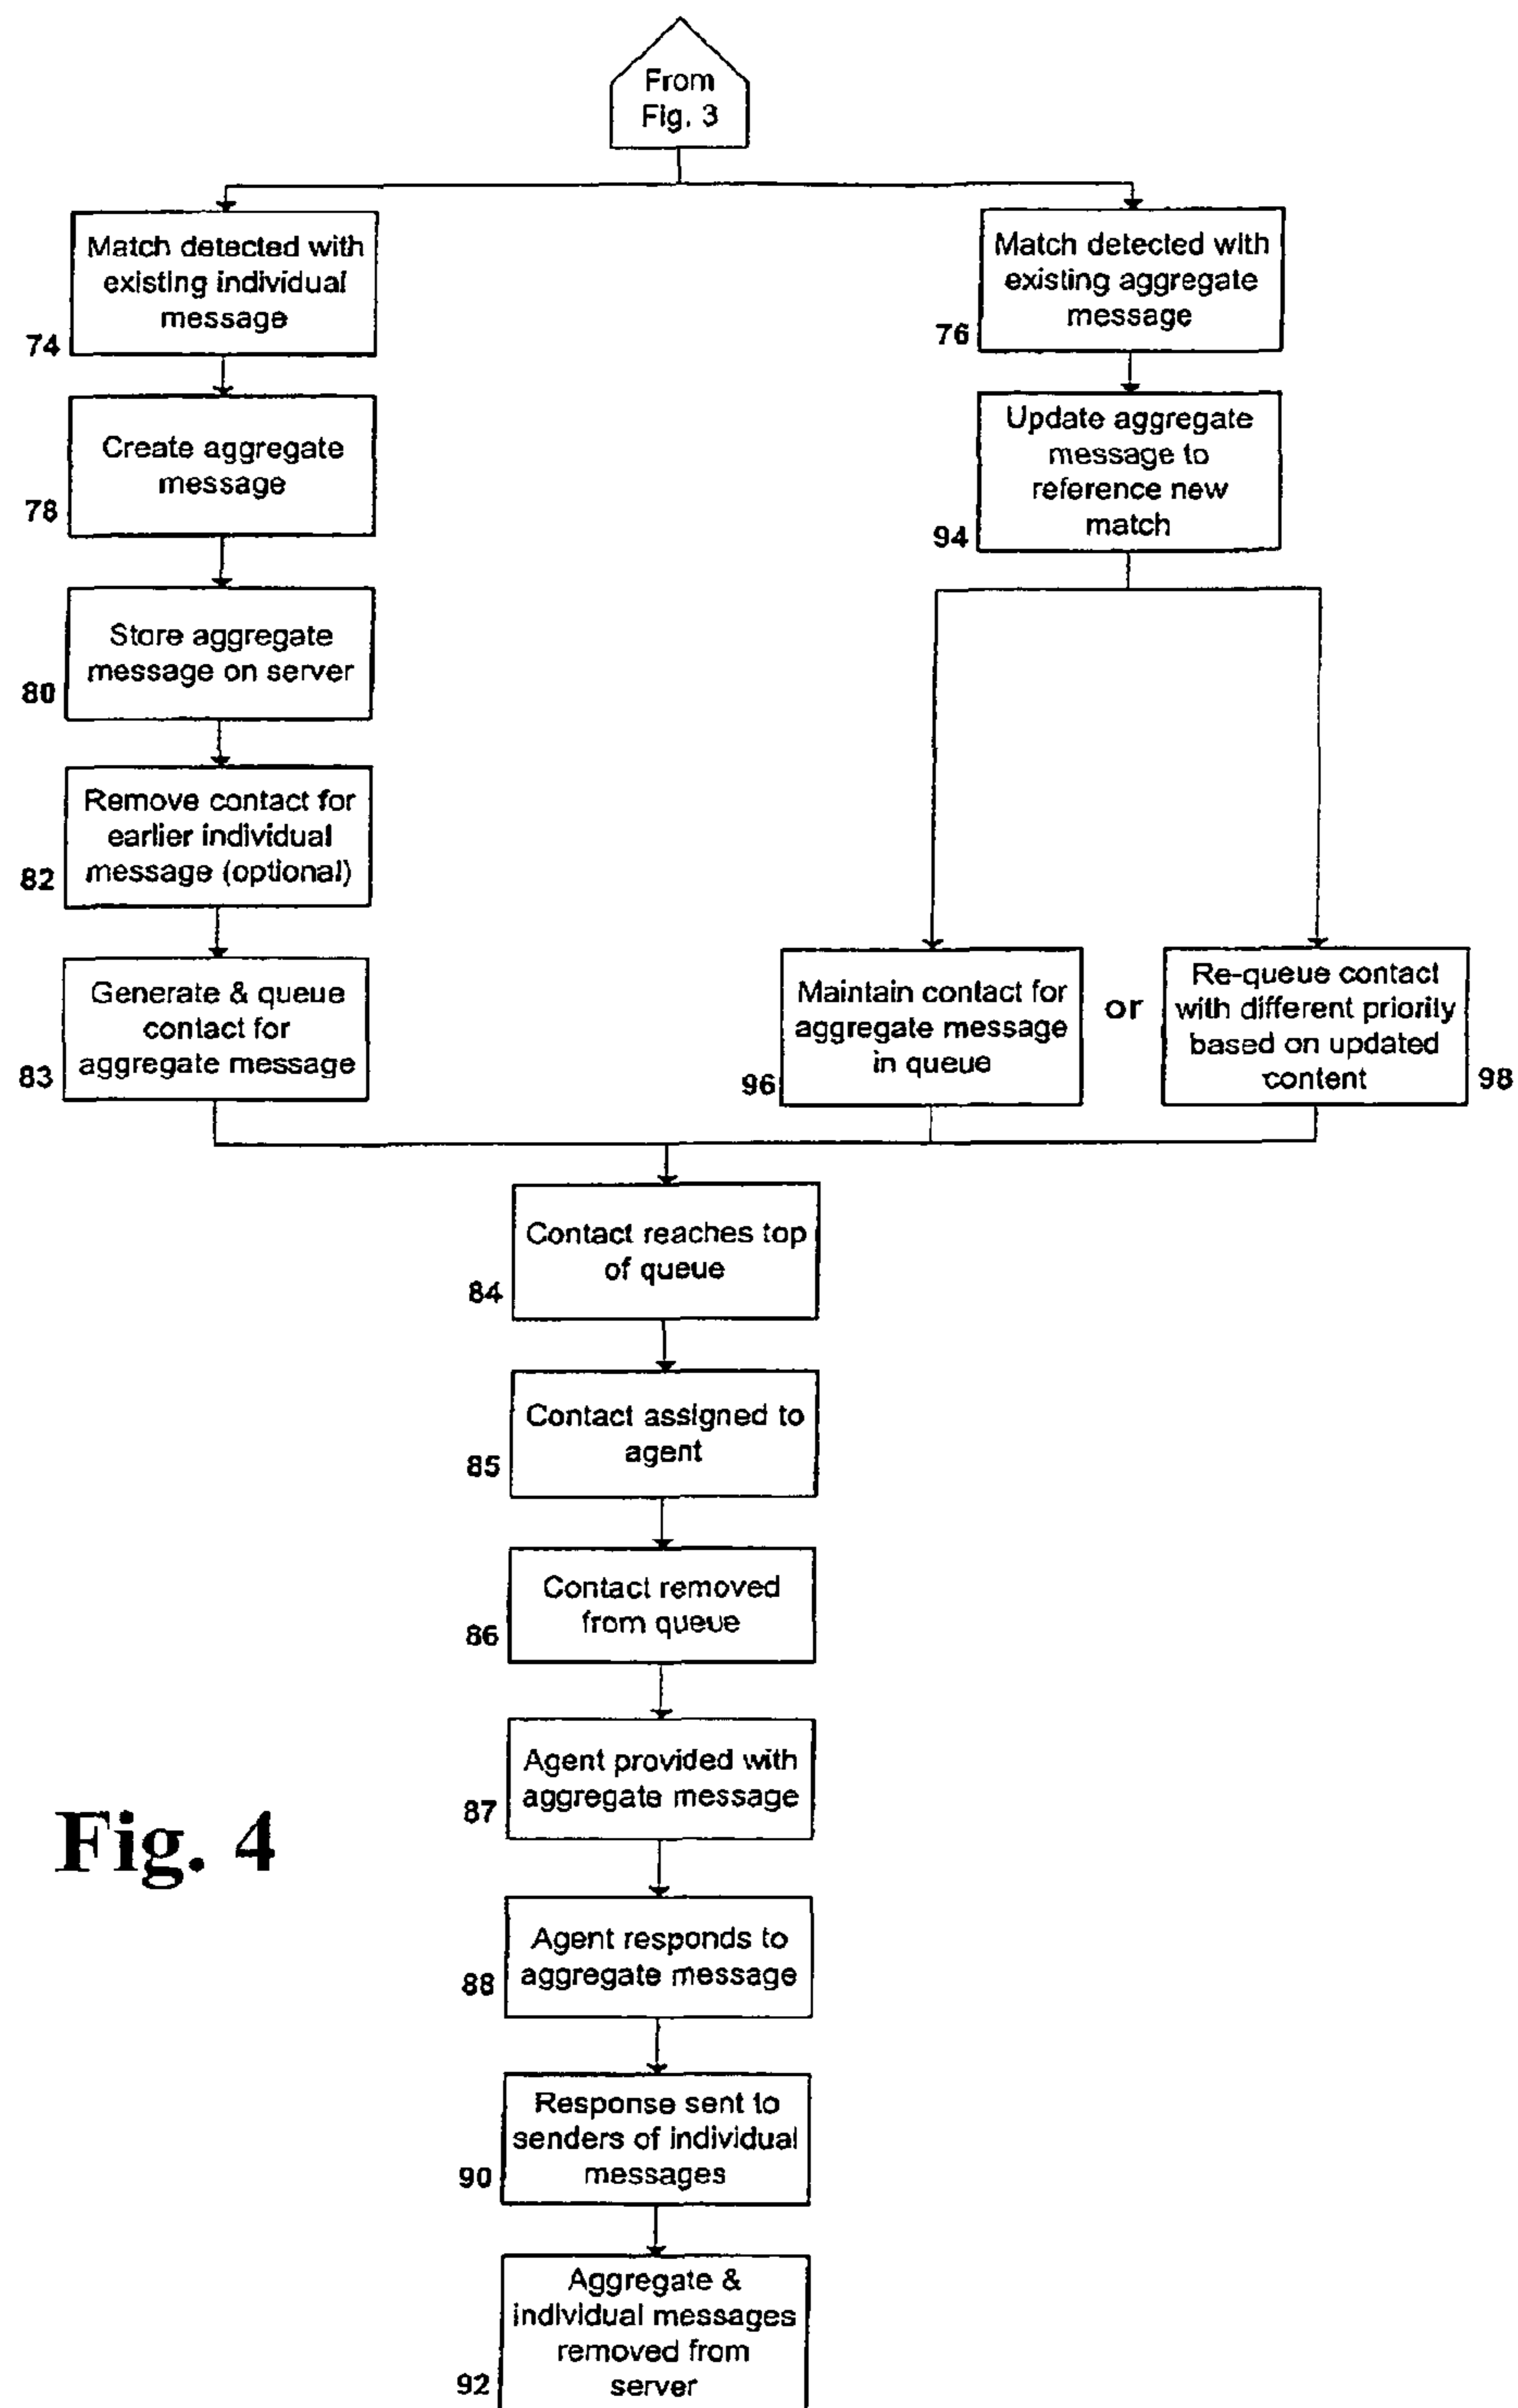 From
Fig. 3
Match detected with
existing individual
message
74
Create aggregate
message
78
Store aggregate
message on server
80
Remove contact for
earlier individual
message (optional)
82
Generate & queue
contact for
aggregate message
83
Match detected with
existing aggregate
message
76
Update aggregate
message to
reference new
match
94
Maintain contact for
aggregate message
in queue
96
or
Re-queue contact
with different priority
based on updated
content
98
Contact reaches top
of queue
84
Contact assigned to
agent
85
Contact removed
from queue
86
Agent provided with
aggregate message
87
Agent responds to
aggregate message
88
Response sent to
senders of individual
messages
90
Aggregate &
individual messages
removed from
server
92
Fig. 4